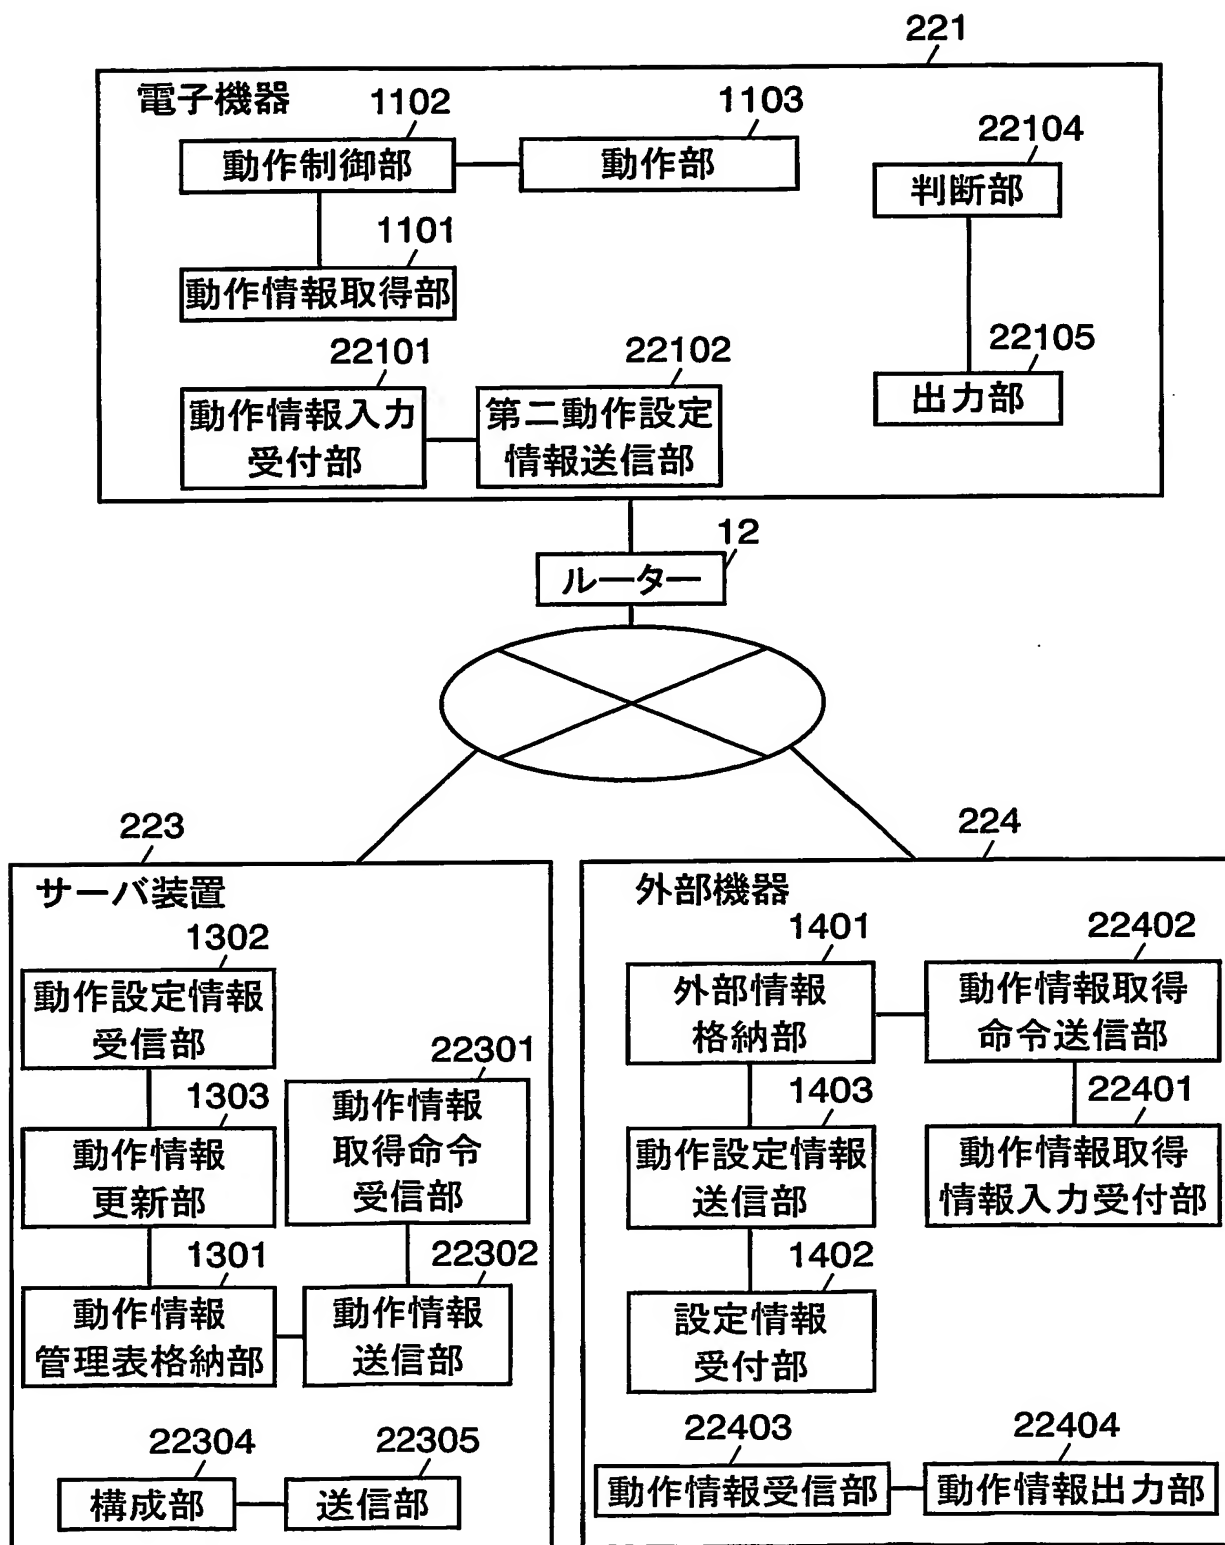 221
電子機器
1102
動作制御部
1103
動作部
22104
判断部
1101
動作情報取得部
22101
動作情報入力
受付部
22102
第二動作設定
情報送信部
22105
出力部
12
ルーター
223
サーバ装置
1302
動作設定情報
受信部
1303
動作情報
更新部
22301
動作情報
取得命令
受信部
1301
動作情報
管理表格納部
22302
動作情報
送信部
22304
構成部
22305
送信部
224
外部機器
1401
外部情報
格納部
22402
動作情報取得
命令送信部
1403
動作設定情報
送信部
22401
動作情報取得
情報入力受付部
1402
設定情報
受付部
22403
動作情報受信部
22404
動作情報出力部